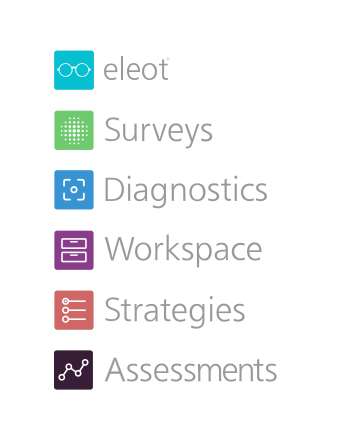 eleot®
Surveys
Diagnostics
Workspace
Strategies
Assessments